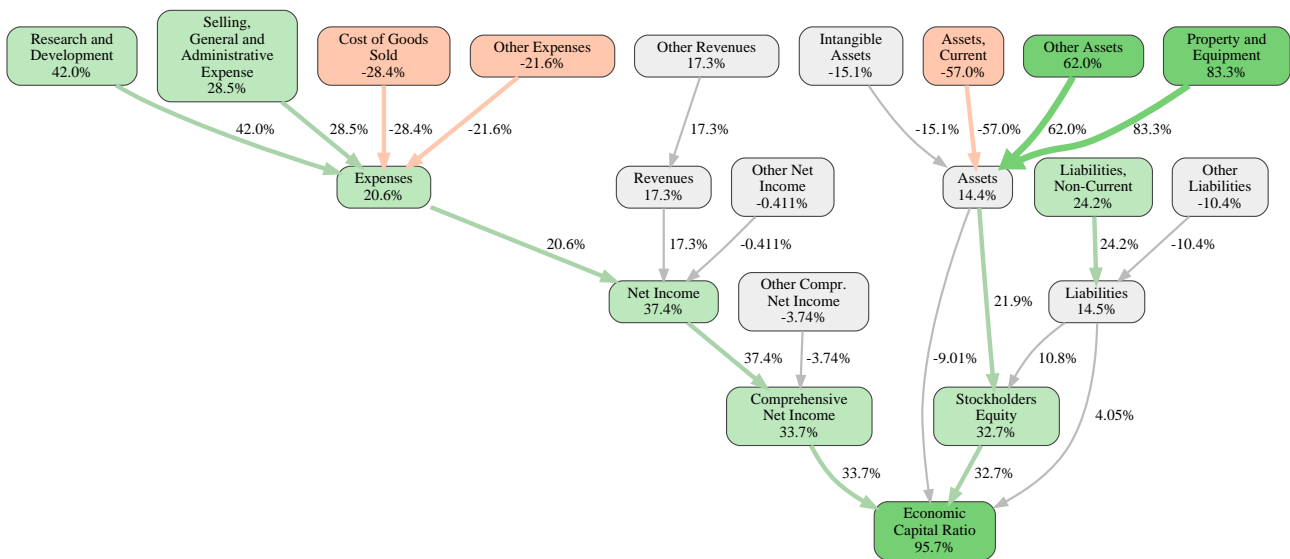 Research and
Development
42.0%
Selling,
General and
Administrative
Expense
28.5%
Cost of Goods
Sold
-28.4%
Other Expenses
-21.6%
Other Revenues
17.3%
Intangible
Assets
-15.1%
Assets,
Current
-57.0%
Other Assets
62.0%
Property and
Equipment
83.3%
42.0%
28.5%
-28.4%
-21.6%
17.3%
-15.1%
-57.0%
62.0%
83.3%
Expenses
20.6%
Revenues
17.3%
Other Net
Income
-0.411%
Assets
14.4%
Liabilities,
Non-Current
24.2%
Other
Liabilities
-10.4%
20.6%
17.3%
-0.411%
24.2%
-10.4%
Net Income
37.4%
Other Compr.
Net Income
-3.74%
21.9%
Liabilities
14.5%
37.4%
-3.74%
-9.01%
10.8%
Comprehensive
Net Income
33.7%
Stockholders
Equity
32.7%
4.05%
33.7%
32.7%
Economic
Capital Ratio
95.7%